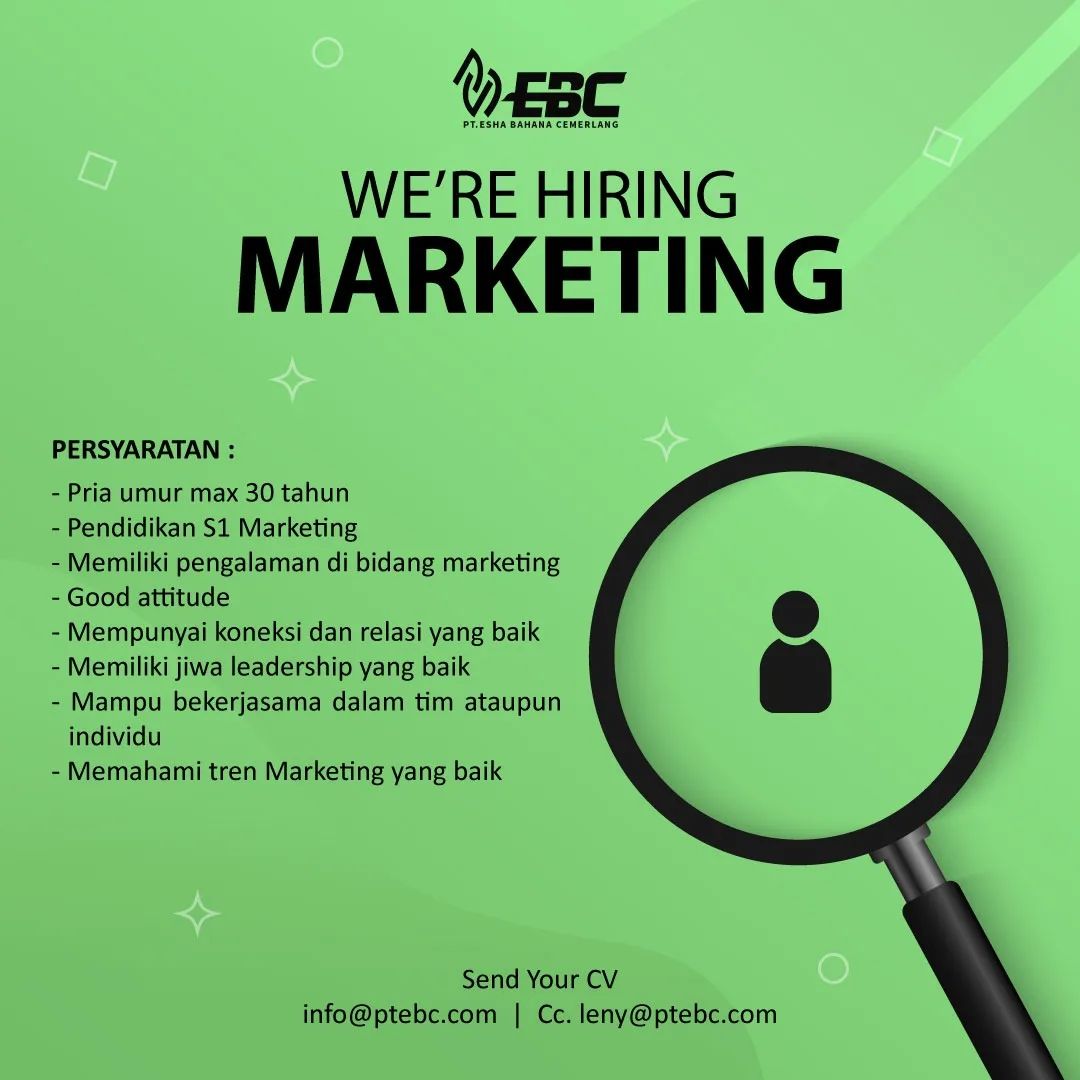 EBC
PT.ESHA BAHANA CEMERLANG
WE'RE HIRING
MARKETING
PERSYARATAN :
- Pria umur max 30 tahun
- Pendidikan S1 Marketing
- Memiliki pengalaman di bidang marketing
- Good attitude
- Mempunyai koneksi dan relasi yang baik
- Memiliki jiwa leadership yang baik
- Mampu bekerjasama dalam tim ataupun
individu
- Memahami tren Marketing yang baik
Send Your CV
info@ptebc.com | Cc. leny@ptebc.com